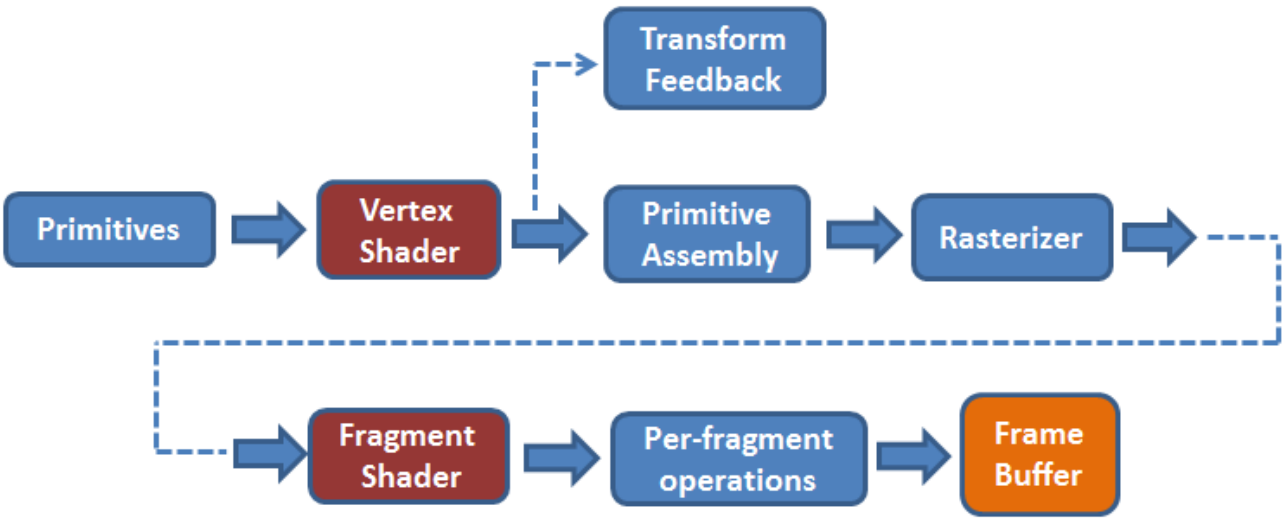 Transform
Feedback
Primitives
Vertex
Shader
Primitive
Assembly
Rasterizer
Fragment
Shader
Per-fragment
operations
Frame
Buffer